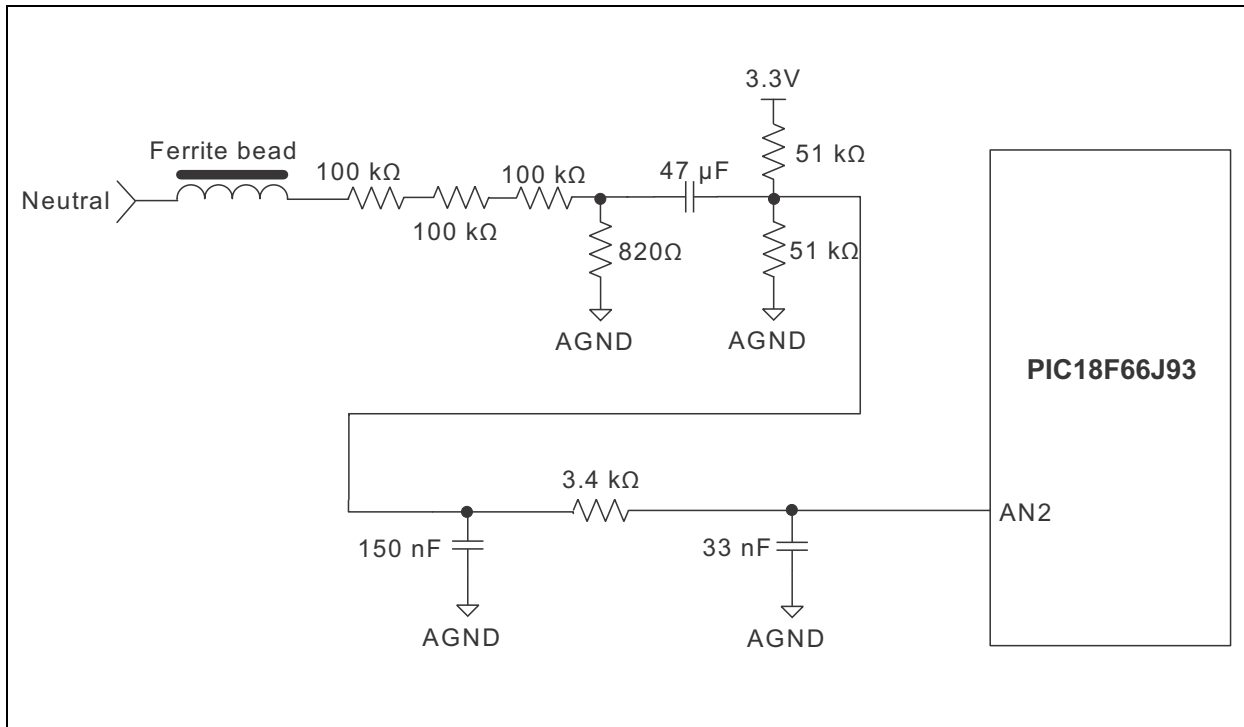 3.3V
Ferrite bead
51 kΩ
100 kΩ
100 kΩ
47 µF
Neutral
100 kΩ
820Ω
51 kΩ
AGND
AGND
PIC18F66J93
3.4 kΩ
AN2
150 nF
33 nF
AGND
AGND